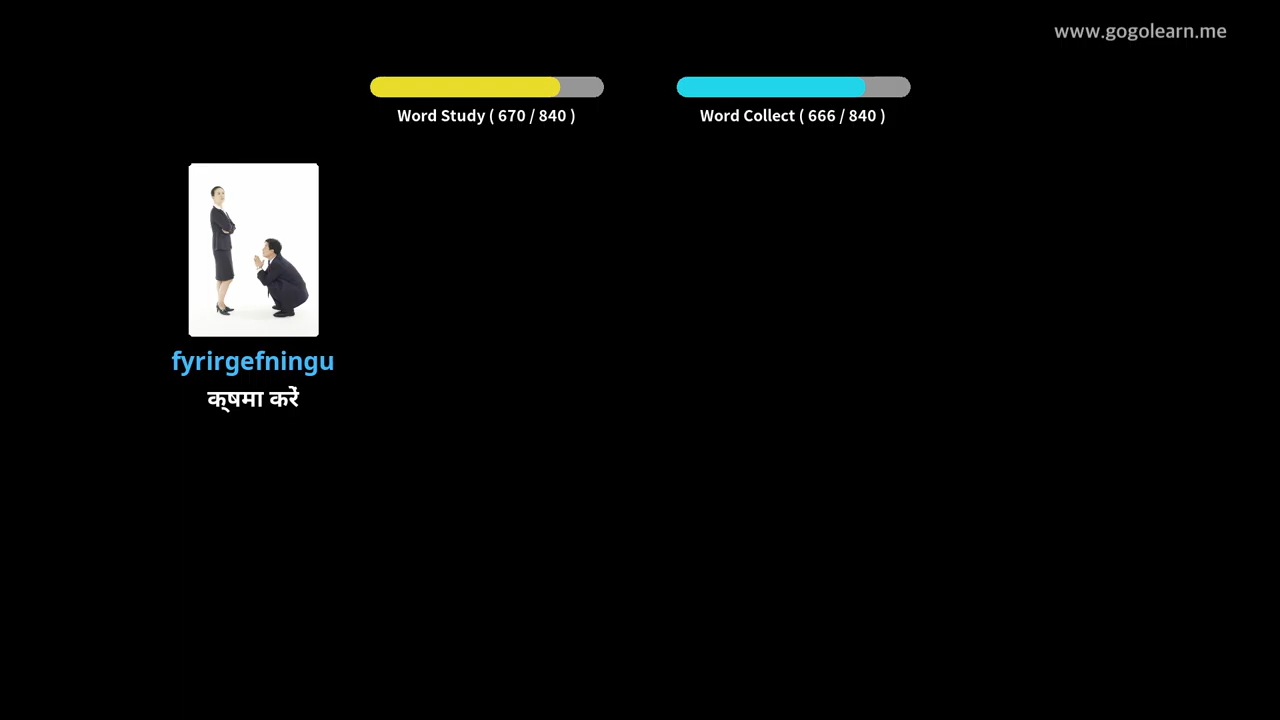 www.gogolearn.me
Word Study ( 670 / 840 )
Word Collect ( 666 / 840 )
fyrirgefningu
क्षमा करें